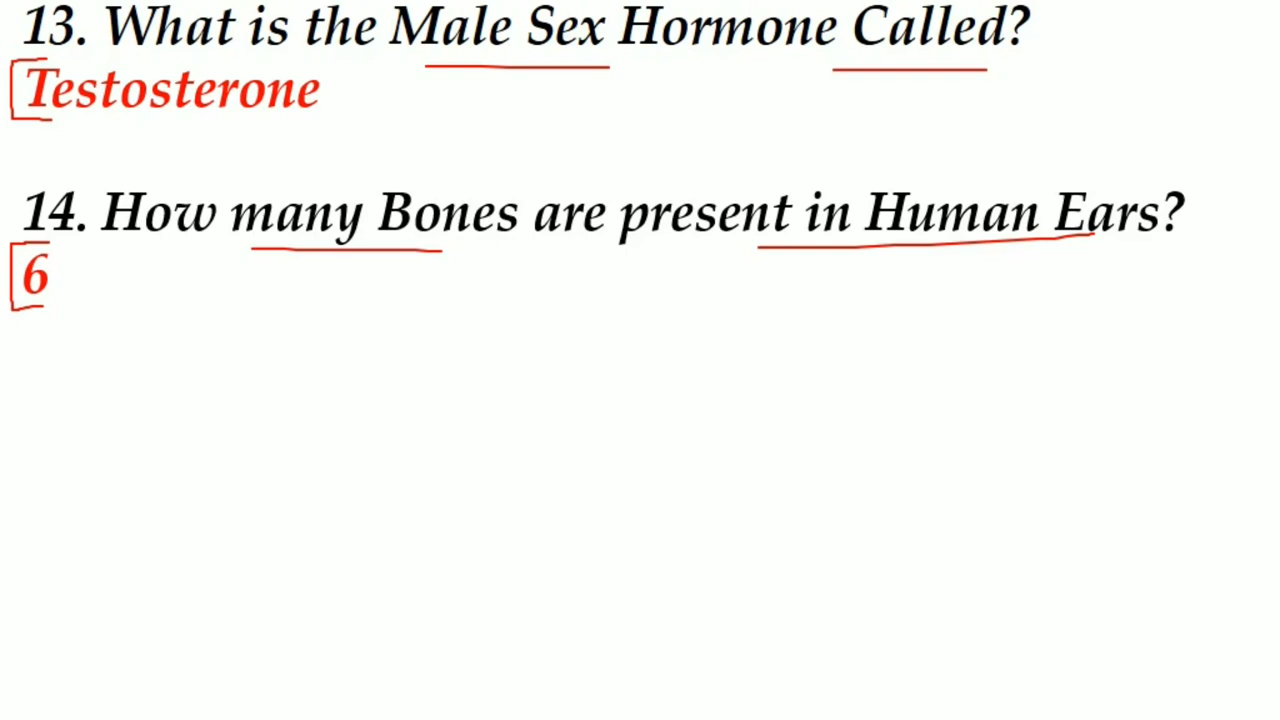 13. What is the Male Sex Hormone Called?
Testosterone
14. How many Bones are present in Human Ears?
6